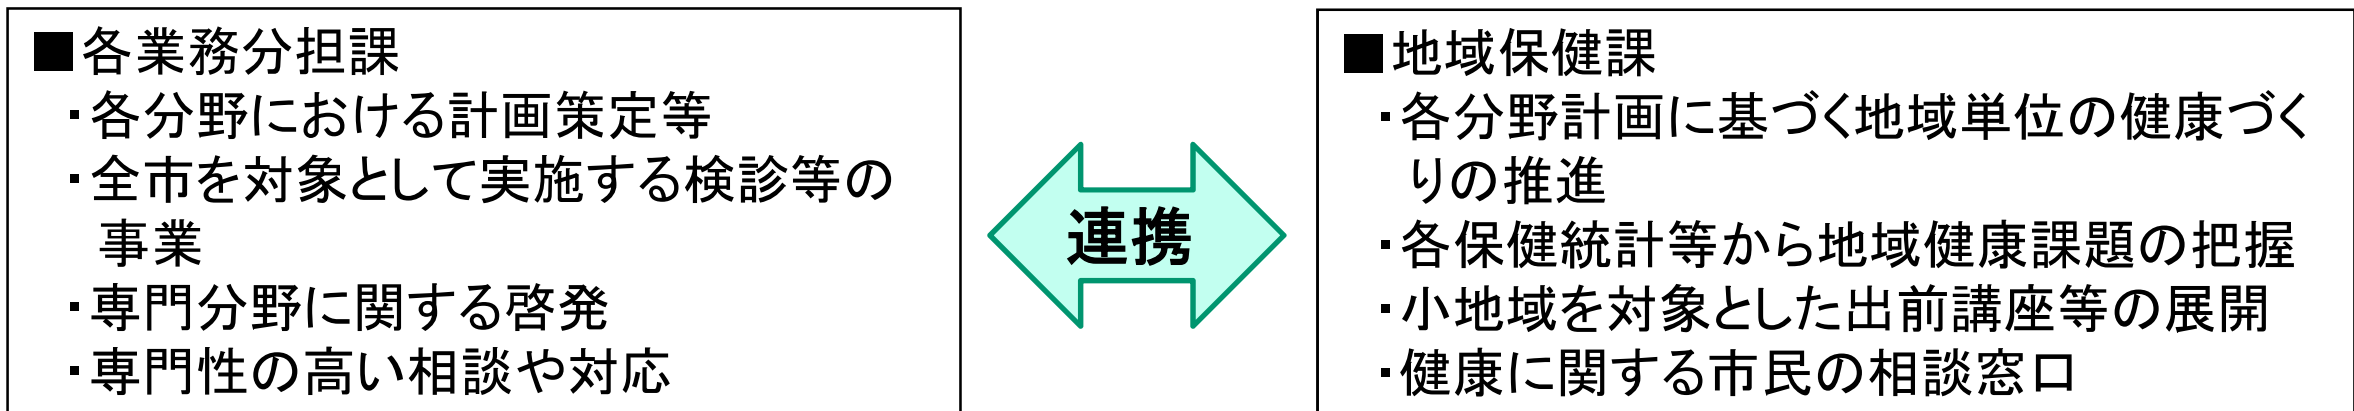 ■各業務分担課
・各分野における計画策定等
・全市を対象として実施する検診等の
事業
・専門分野に関する啓発
・専門性の高い相談や対応
連携
■地域保健課
・各分野計画に基づく地域単位の健康づく
りの推進
・各保健統計等から地域健康課題の把握
・小地域を対象とした出前講座等の展開
・健康に関する市民の相談窓口